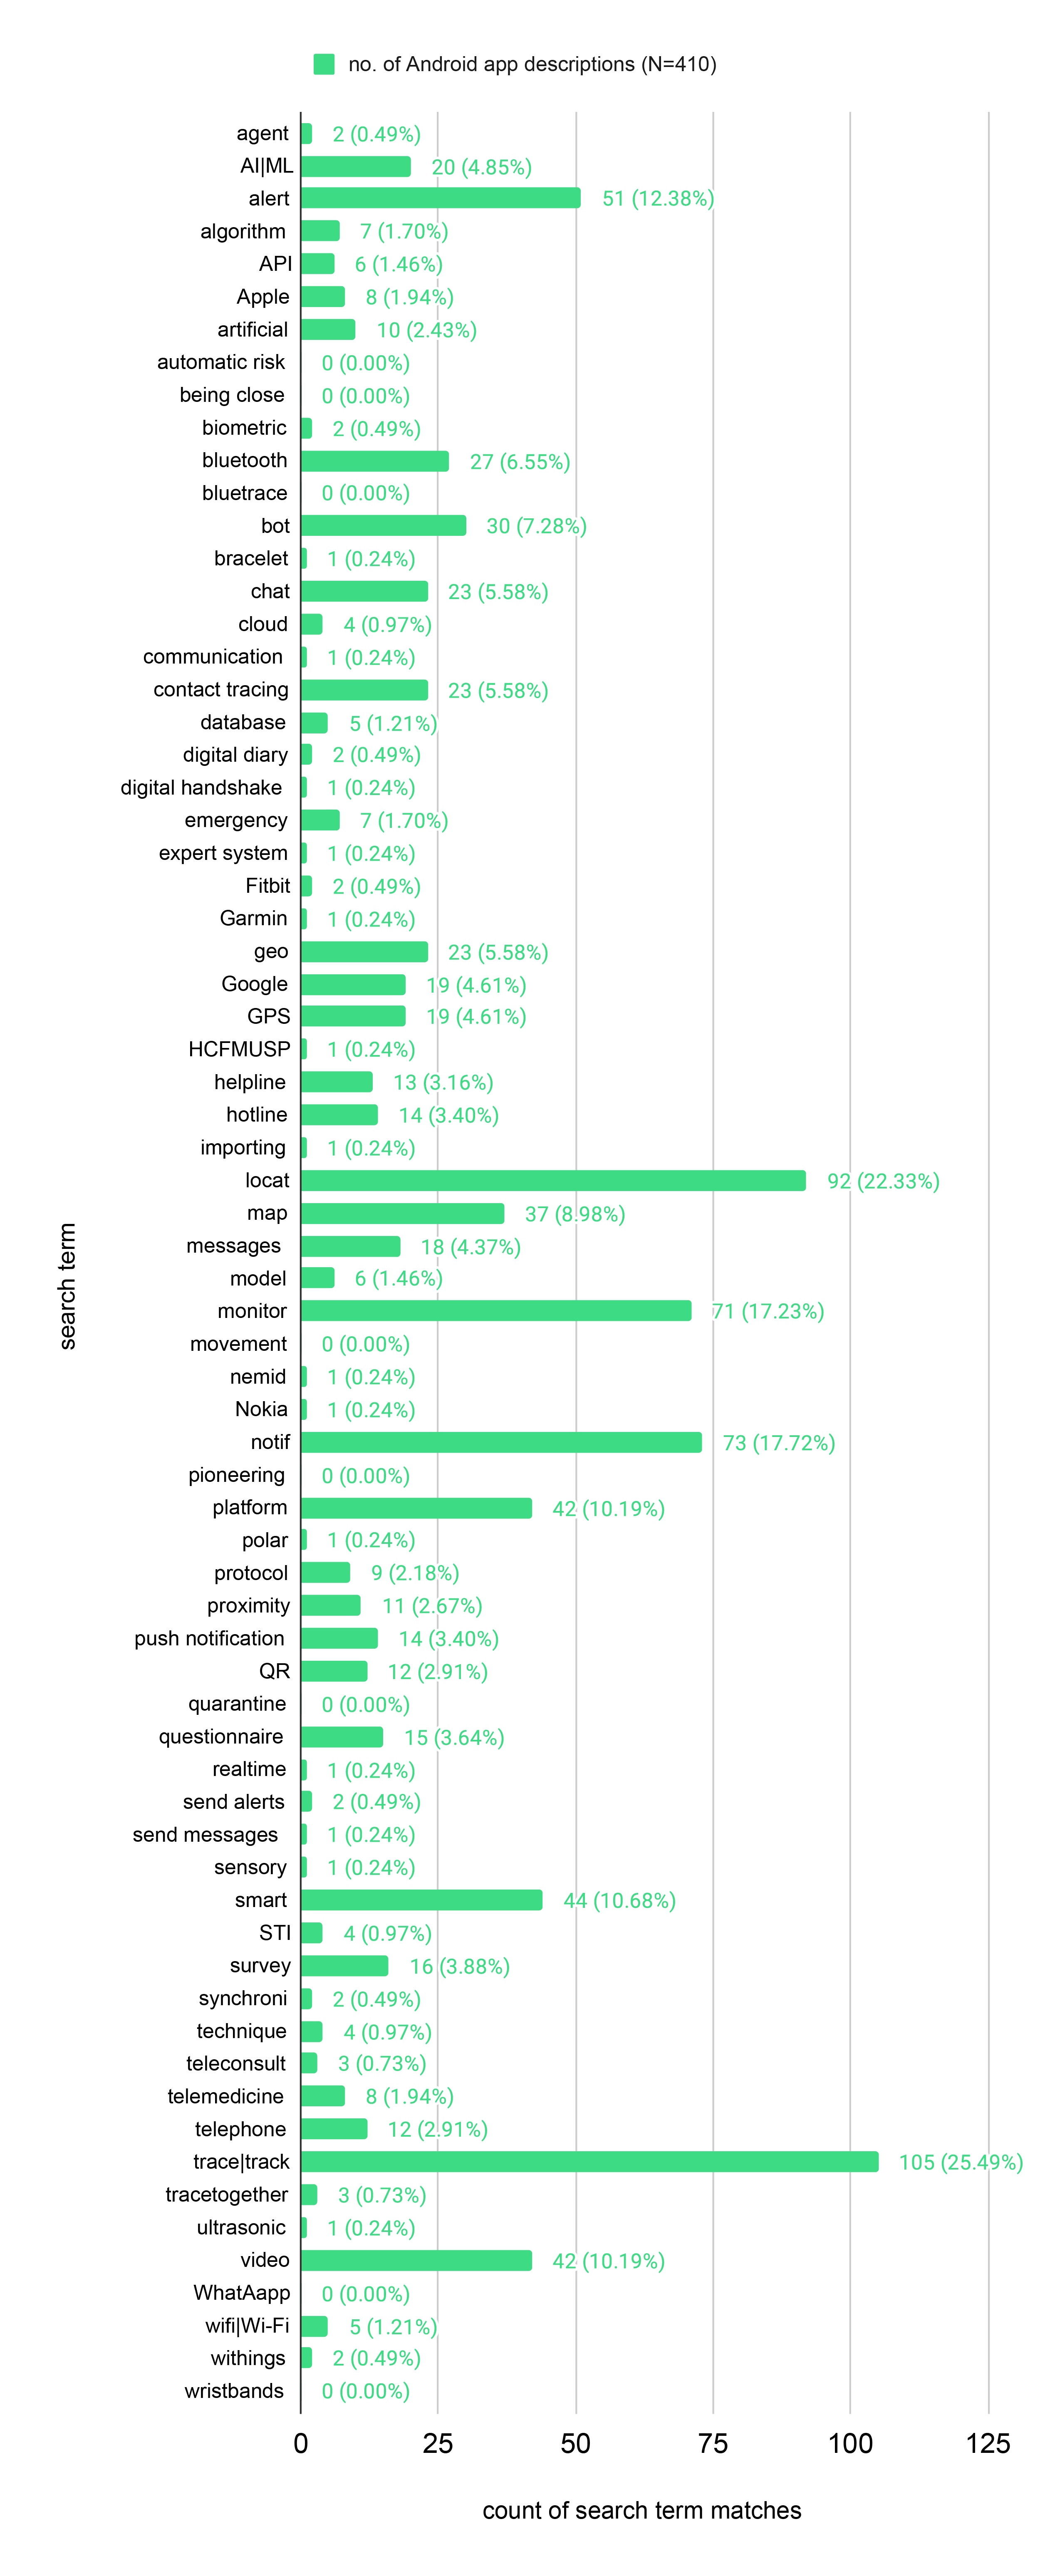 no. of Android app descriptions (N=410)
agent 2 (0.49%)
AI|ML 20 (4.85%)
alert 51 (12.38%)
algorithm 7 (1.70%)
API 6 (1.46%)
Apple 8 (1.94%)
artificial 10 (2.43%)
automatic risk 0 (0.00%)
being close 0 (0.00%)
biometric 2 (0.49%)
bluetooth 27 (6.55%)
bluetrace 0 (0.00%)
bot 30 (7.28%)
bracelet 1 (0.24%)
chat 23 (5.58%)
cloud 4 (0.97%)
communication 1 (0.24%)
contact tracing 23 (5.58%)
database 5 (1.21%)
digital diary 2 (0.49%)
digital handshake 1 (0.24%)
emergency 7 (1.70%)
expert system 1 (0.24%)
Fitbit 2 (0.49%)
Garmin 1 (0.24%)
geo 23 (5.58%)
Google 19 (4.61%)
GPS 19 (4.61%)
HCFMUSP 1 (0.24%)
helpline 13 (3.16%)
hotline 14 (3.40%)
importing 1 (0.24%)
locat 92 (22.33%)
map 37 (8.98%)
messages 18 (4.37%)
model 6 (1.46%)
monitor 71 (17.23%)
movement 0 (0.00%)
nemid 1 (0.24%)
Nokia 1 (0.24%)
notif 73 (17.72%)
pioneering 0 (0.00%)
platform 42 (10.19%)
polar 1 (0.24%)
protocol 9 (2.18%)
proximity 11 (2.67%)
push notification 14 (3.40%)
QR 12 (2.91%)
quarantine 0 (0.00%)
questionnaire 15 (3.64%)
realtime 1 (0.24%)
send alerts 2 (0.49%)
send messages 1 (0.24%)
sensory 1 (0.24%)
smart 44 (10.68%)
STI 4 (0.97%)
survey 16 (3.88%)
synchroni 2 (0.49%)
technique 4 (0.97%)
teleconsult 3 (0.73%)
telemedicine 8 (1.94%)
telephone 12 (2.91%)
trace|track 105 (25.49%)
tracetogether 3 (0.73%)
ultrasonic 1 (0.24%)
video 42 (10.19%)
WhatAapp 0 (0.00%)
wifi|Wi-Fi 5 (1.21%)
withings 2 (0.49%)
wristbands 0 (0.00%)
search term
0 25 50 75 100 125
count of search term matches